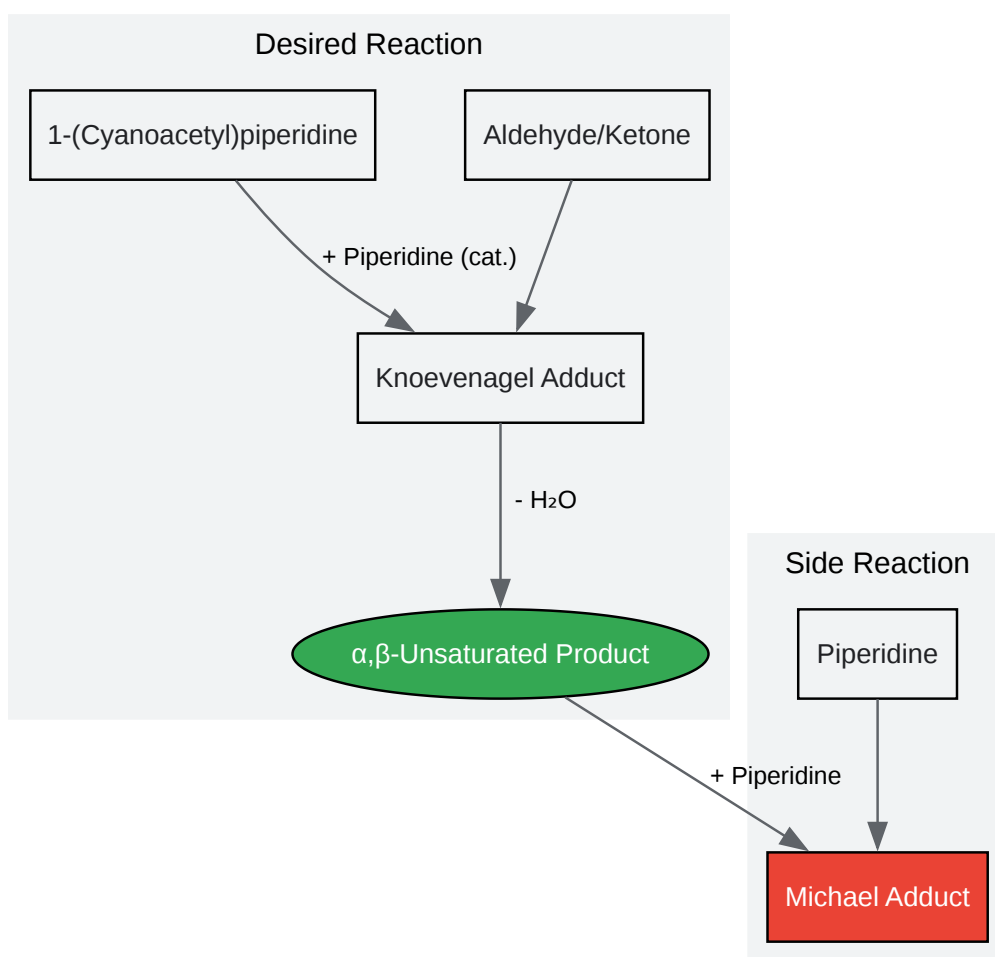 Desired Reaction
1-(Cyanoacetyl)piperidine
Aldehyde/Ketone
+ Piperidine (cat.)
Knoevenagel Adduct
- H₂O
α,β-Unsaturated Product
Side Reaction
Piperidine
+ Piperidine
Michael Adduct